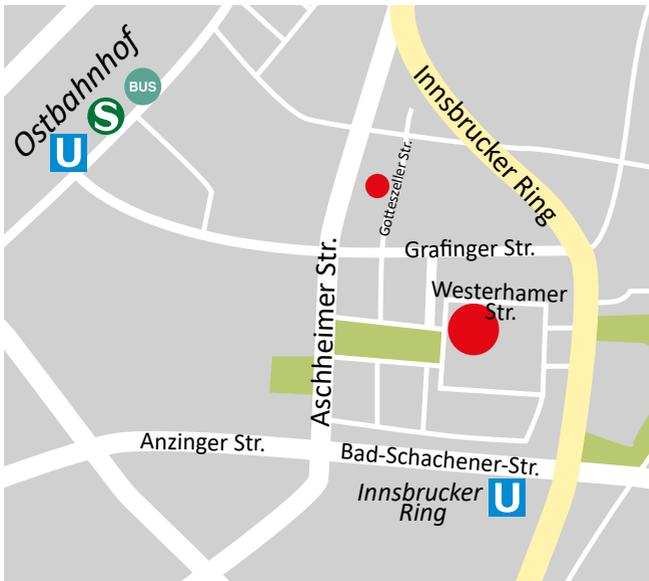 Ostbahnhof
BUS
S
U
Innsbrucker Ring
Gotteszeller Str.
Grafinger Str.
Westerhamer
Str.
Aschheimer Str.
Anzinger Str.
Bad-Schachener-Str.
Innsbrucker
Ring
U